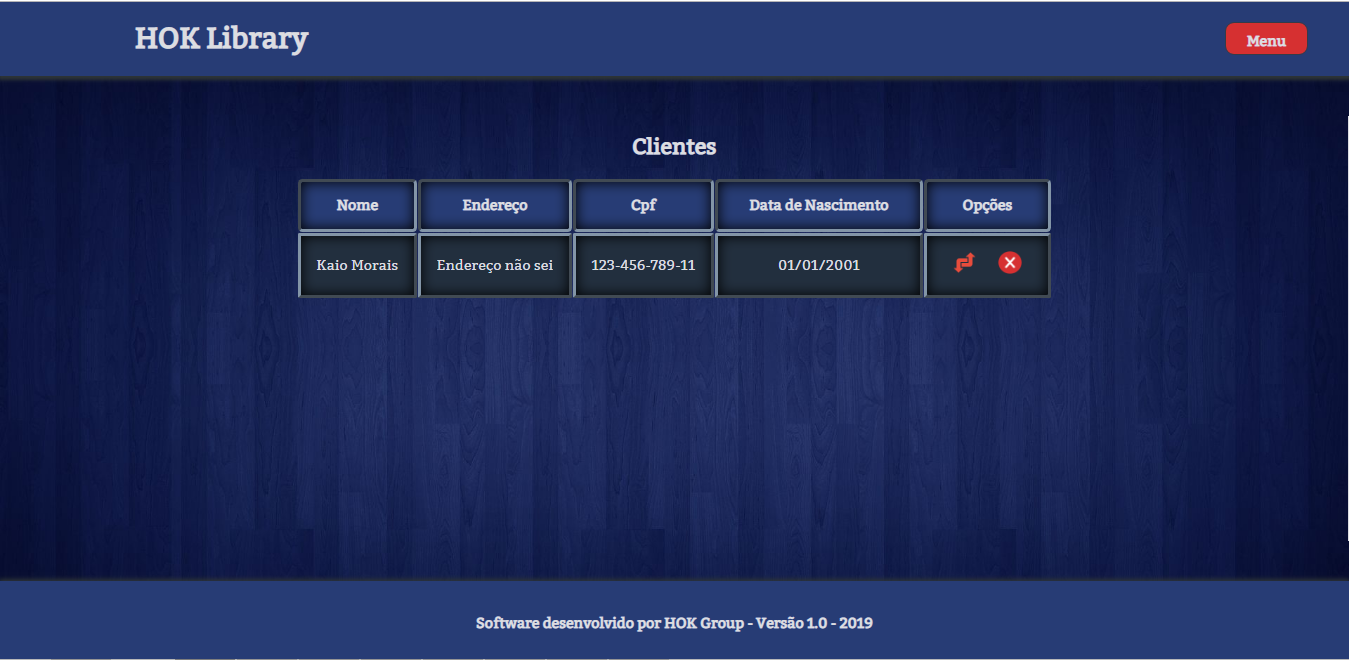 HOK Library
Menu
Clientes
Nome Endereço Cpf Data de Nascimento Opções
Kaio Morais Endereço não sei 123-456-789-11 01/01/2001
Software desenvolvido por HOK Group - Versão 1.0 - 2019